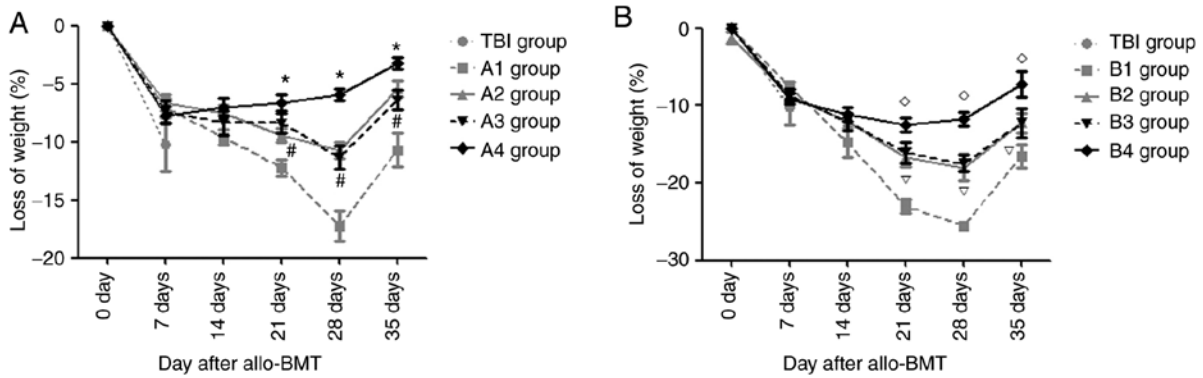 A
Loss of weight (%)
0
−5
−10
−15
−20
* * *
# # #
0 day
7 days
14 days
21 days
28 days
35 days
Day after allo-BMT
TBI group
A1 group
A2 group
A3 group
A4 group
B
Loss of weight (%)
0
−10
−20
−30
0 day
7 days
14 days
21 days
28 days
35 days
Day after allo-BMT
TBI group
B1 group
B2 group
B3 group
B4 group